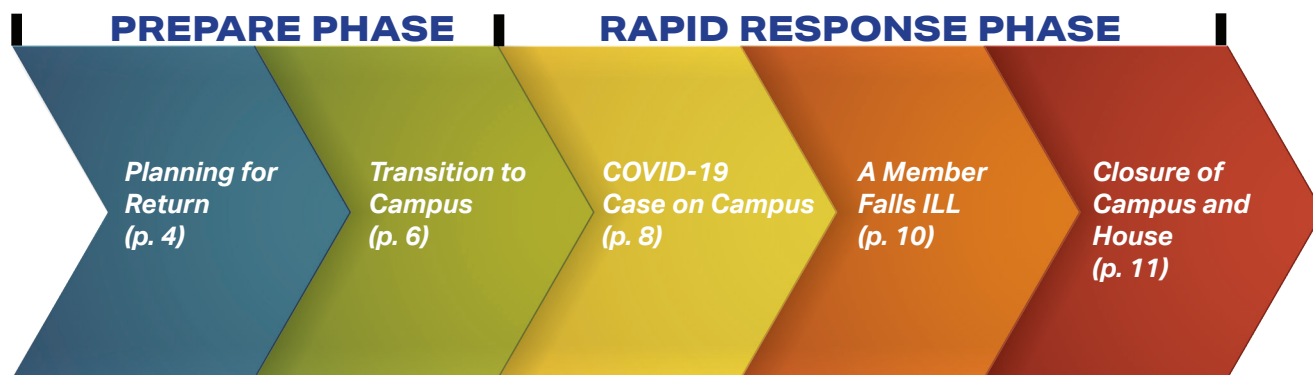 PREPARE PHASE
RAPID RESPONSE PHASE
Planning for
Return
(p. 4)
Transition to
Campus
(p. 6)
COVID-19
Case on Campus
(p. 8)
A Member
Falls ILL
(p. 10)
Closure of
Campus and
House
(p. 11)